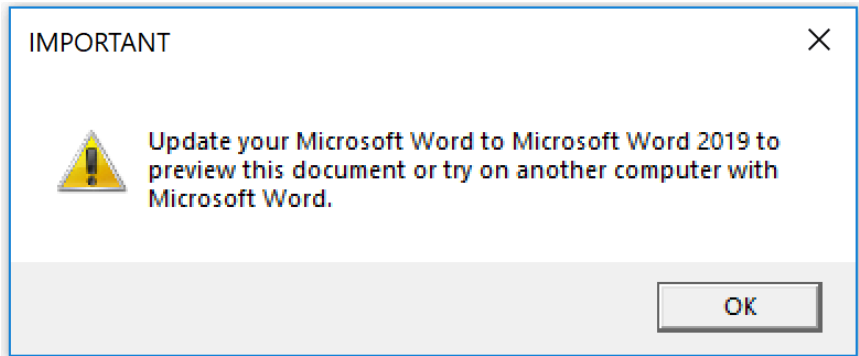 IMPORTANT
Update your Microsoft Word to Microsoft Word 2019 to
preview this document or try on another computer with
Microsoft Word.
OK